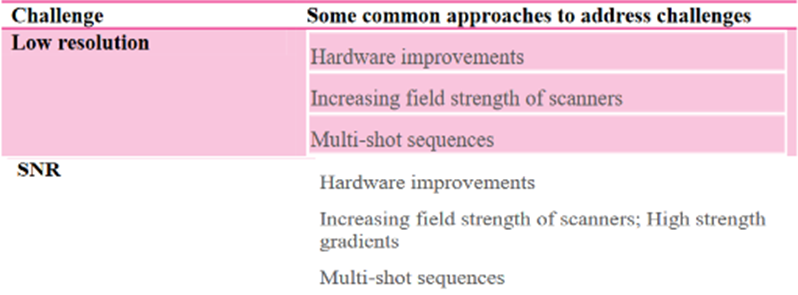 Challenge Some common approaches to address challenges
Low resolution
Hardware improvements
Increasing field strength of scanners
Multi-shot sequences
SNR
Hardware improvements
Increasing field strength of scanners; High strength
gradients
Multi-shot sequences